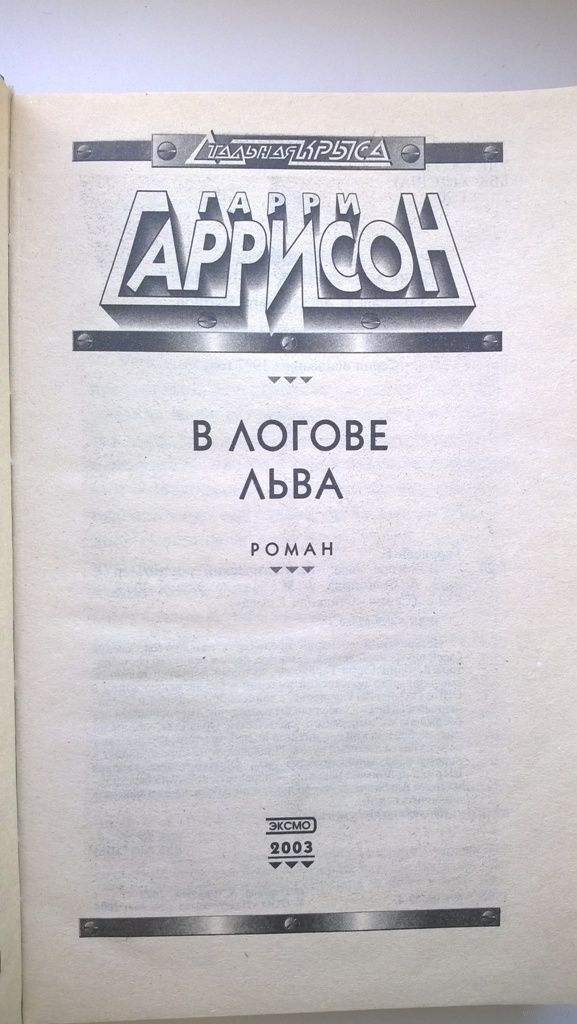 СТАЛЬНАЯ КРЫСА
ГАРРИ
ГАРРИСОН
В ЛОГОВЕ
ЛЬВА
РОМАН
ЭКСМО
2003